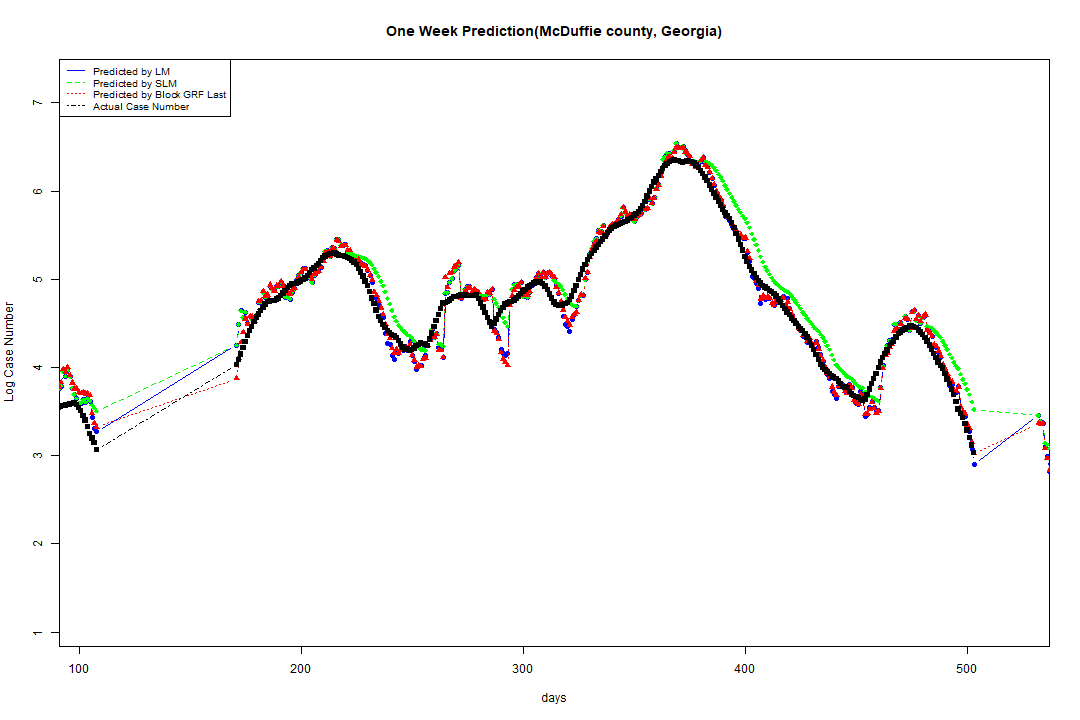 One Week Prediction(McDuffie county, Georgia)
Predicted by LM
Predicted by SLM
Predicted by Block GRF Last
Actual Case Number
7
6
5
4
3
2
1
Log Case Number
100 200 300 400 500
days